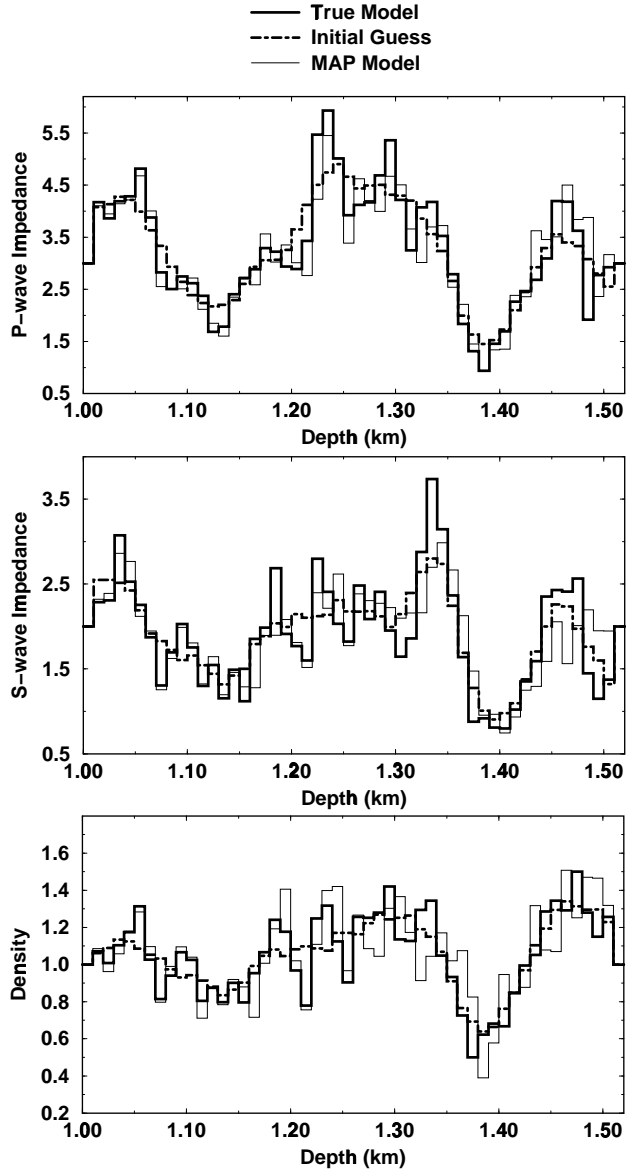 True Model
Initial Guess
MAP Model
P-wave Impedance
5.5
4.5
3.5
2.5
1.5
0.5
1.00 1.10 1.20 1.30 1.40 1.50
Depth (km)
S-wave Impedance
3.5
2.5
1.5
0.5
1.00 1.10 1.20 1.30 1.40 1.50
Depth (km)
Density
1.6
1.4
1.2
1.0
0.8
0.6
0.4
0.2
1.00 1.10 1.20 1.30 1.40 1.50
Depth (km)